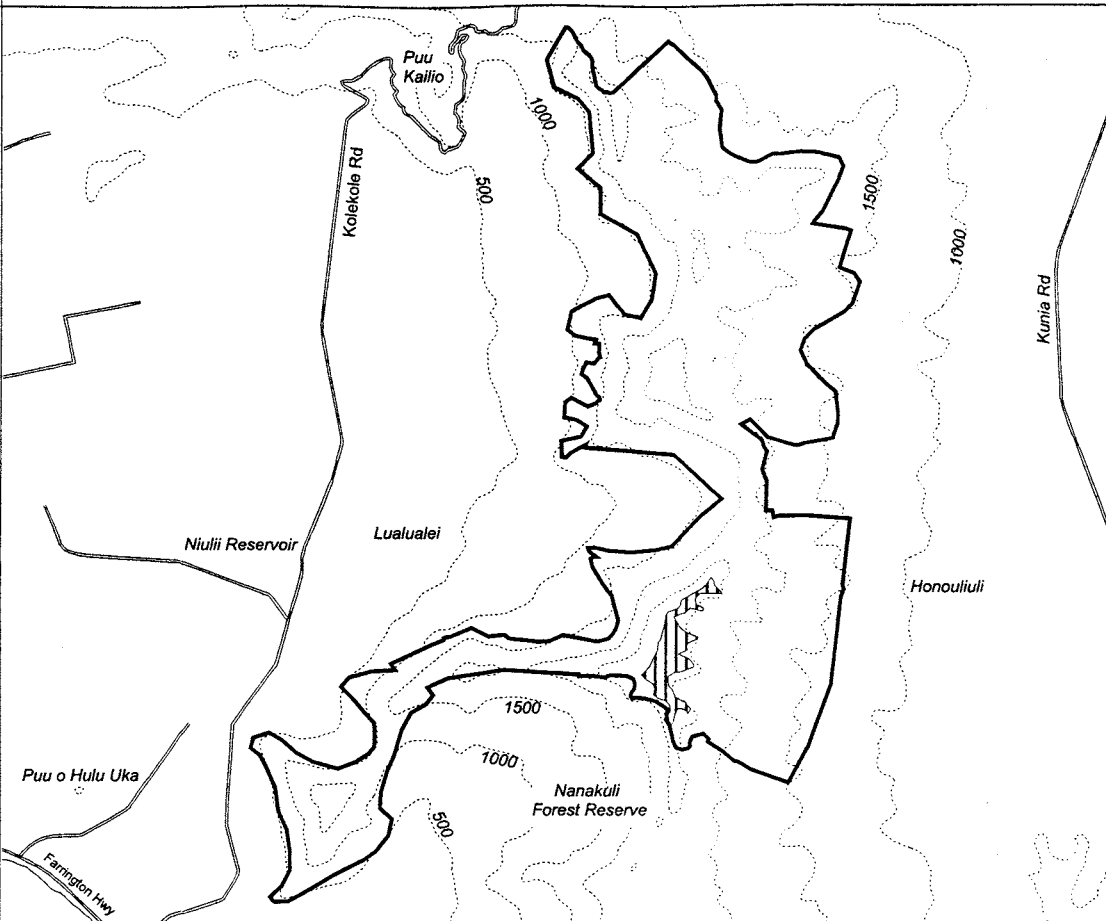 Puu
Kailio
1000
Kolekole Rd
500
1500
1000
Kunia Rd
Niulii Reservoir
Lualualei
Honouliuli
1500
1000
Puu o Hulu Uka
Nanakuli
Forest Reserve
500
Farrington Hwy